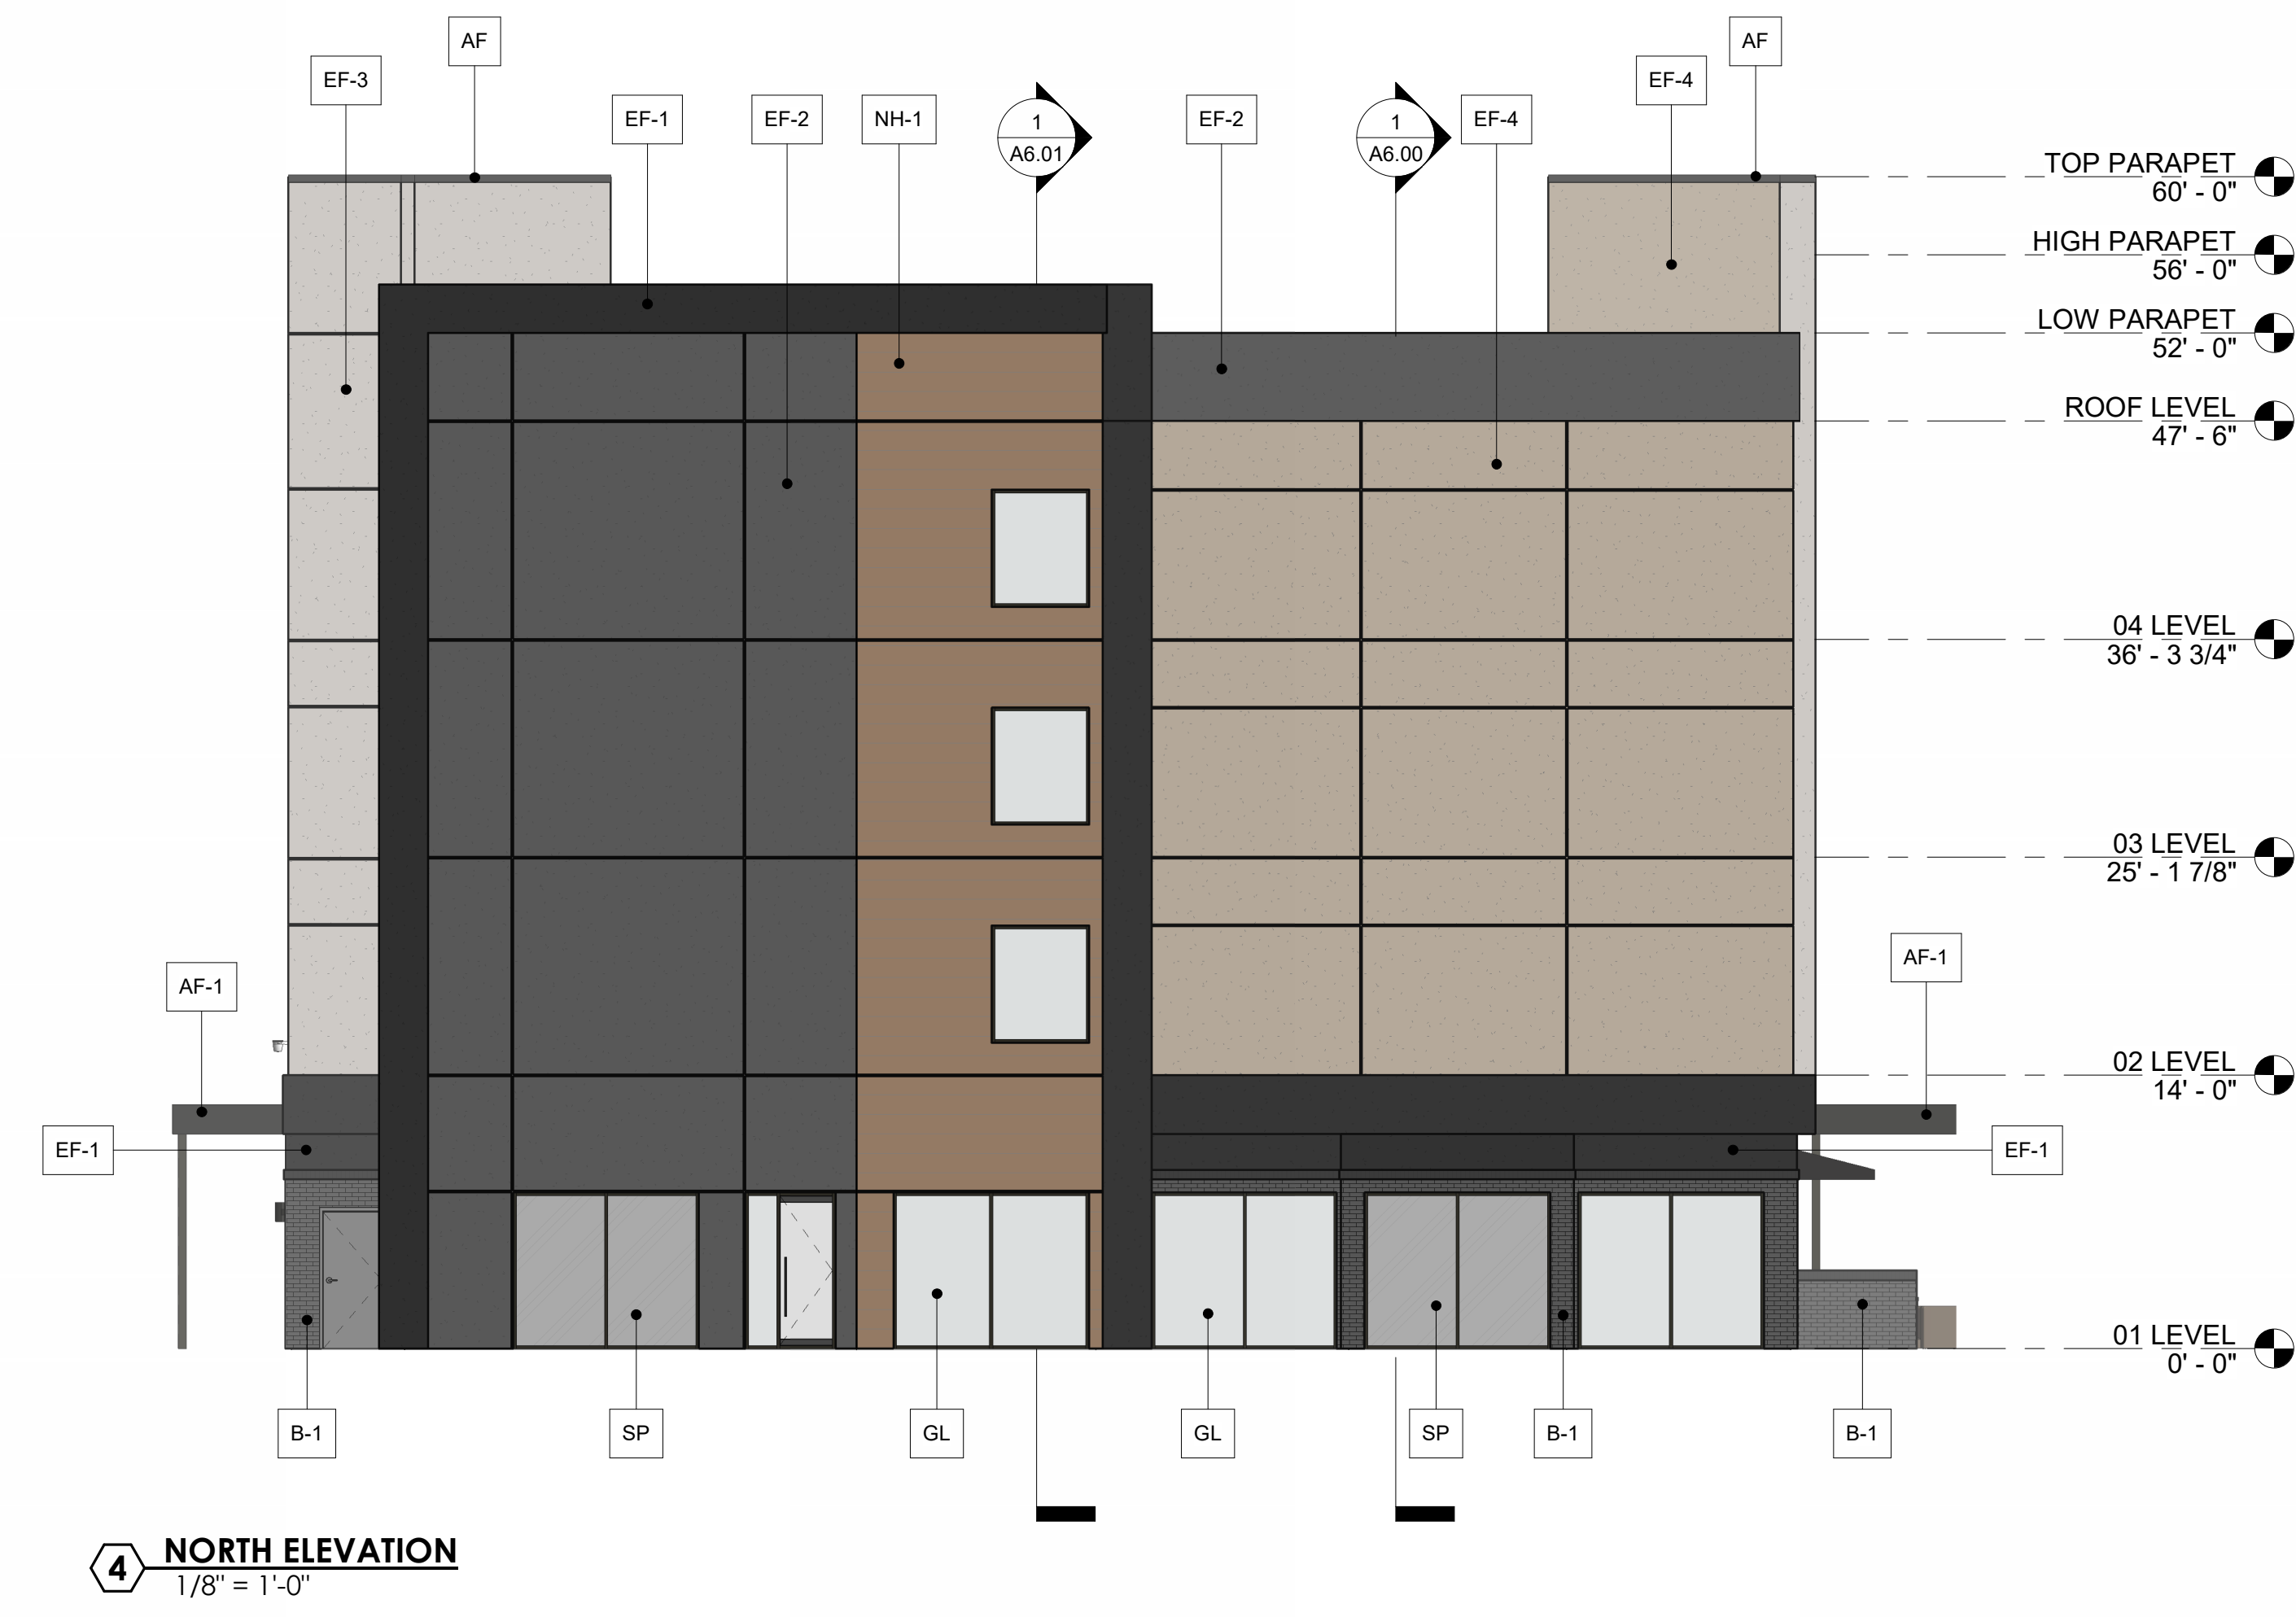 AF
AF
EF-3
EF-4
EF-1
EF-2
NH-1
1
A6.01
EF-2
1
A6.00
EF-4
TOP PARAPET
60' - 0"
HIGH PARAPET
56' - 0"
LOW PARAPET
52' - 0"
ROOF LEVEL
47' - 6"
04 LEVEL
36' - 3 3/4"
03 LEVEL
25' - 1 7/8"
AF-1
AF-1
02 LEVEL
14' - 0"
EF-1
EF-1
01 LEVEL
0' - 0"
B-1
SP
GL
GL
SP
B-1
B-1
4
NORTH ELEVATION
1/8" = 1'-0"